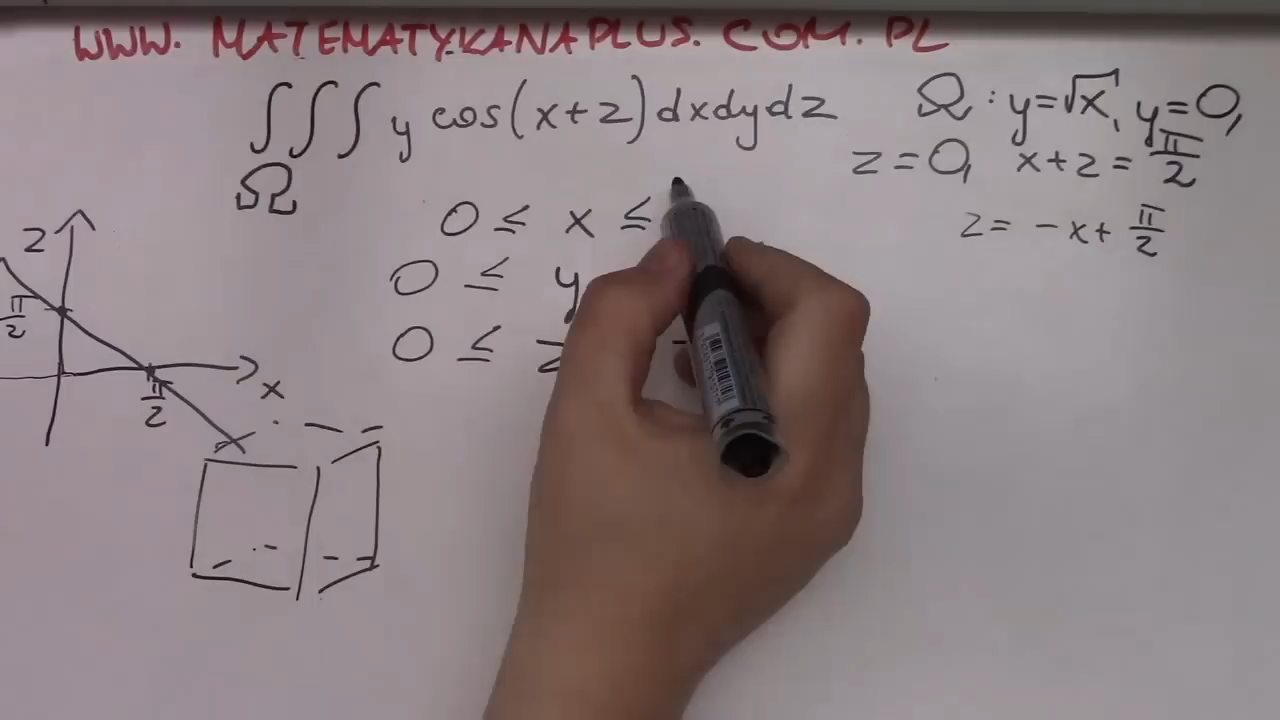 WWW. MATEMATYKANAPLUS. COM. PL
∫∫∫ y cos(x+z) dxdydz Ω : y=√x, y=0,
Ω
z=0, x+z = π/2
0 ≤ x ≤
z = -x+ π/2
0 ≤ y
0 ≤ z
z
π/2
x
π/2